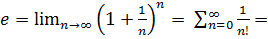 e = lim_{n→∞} (1 + 1/n)^n = ∑_{n=0}^{∞} 1/n! =